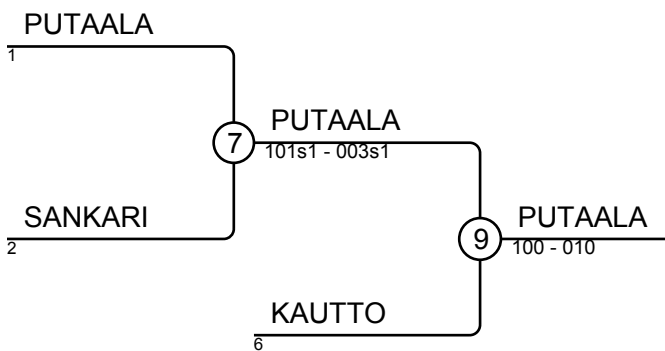 PUTAALA
1
7
PUTAALA
101s1 - 003s1
SANKARI
2
9
PUTAALA
100 - 010
KAUTTO
6